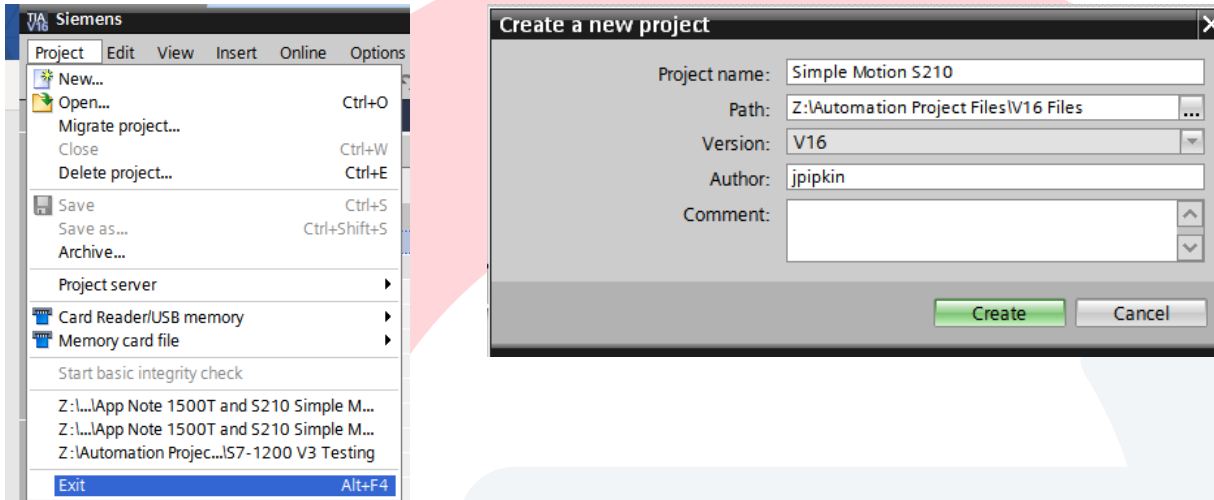 TIA V16 Siemens
Project Edit View Insert Online Options
New...
Open... Ctrl+O
Migrate project...
Close Ctrl+W
Delete project... Ctrl+E
Save Ctrl+S
Save as... Ctrl+Shift+S
Archive...
Project server
Card Reader/USB memory
Memory card file
Start basic integrity check
Z:\...\App Note 1500T and S210 Simple M...
Z:\...\App Note 1500T and S210 Simple M...
Z:\Automation Projec...\S7-1200 V3 Testing
Exit Alt+F4
Create a new project
Project name: Simple Motion S210
Path: Z:\Automation Project Files\V16 Files ...
Version: V16
Author: jpipkin
Comment:
Create Cancel